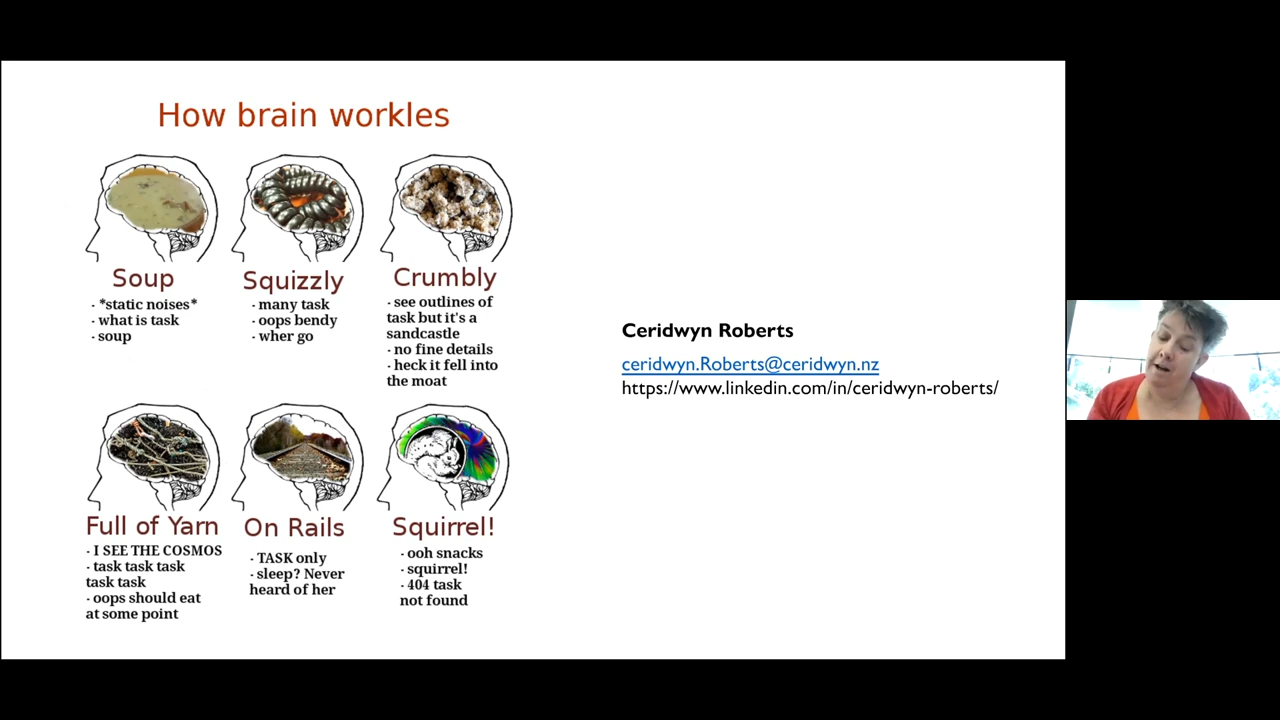 How brain workles
Soup
- *static noises*
- what is task
- soup
Squizzly
- many task
- oops bendy
- wher go
Crumbly
- see outlines of
task but it's a
sandcastle
- no fine details
- heck it fell into
the moat
Full of Yarn
- I SEE THE COSMOS
- task task task
task task
- oops should eat
at some point
On Rails
- TASK only
- sleep? Never
heard of her
Squirrel!
- ooh snacks
- squirrel!
- 404 task
not found
Ceridwyn Roberts
ceridwyn.Roberts@ceridwyn.nz
https://www.linkedin.com/in/ceridwyn-roberts/